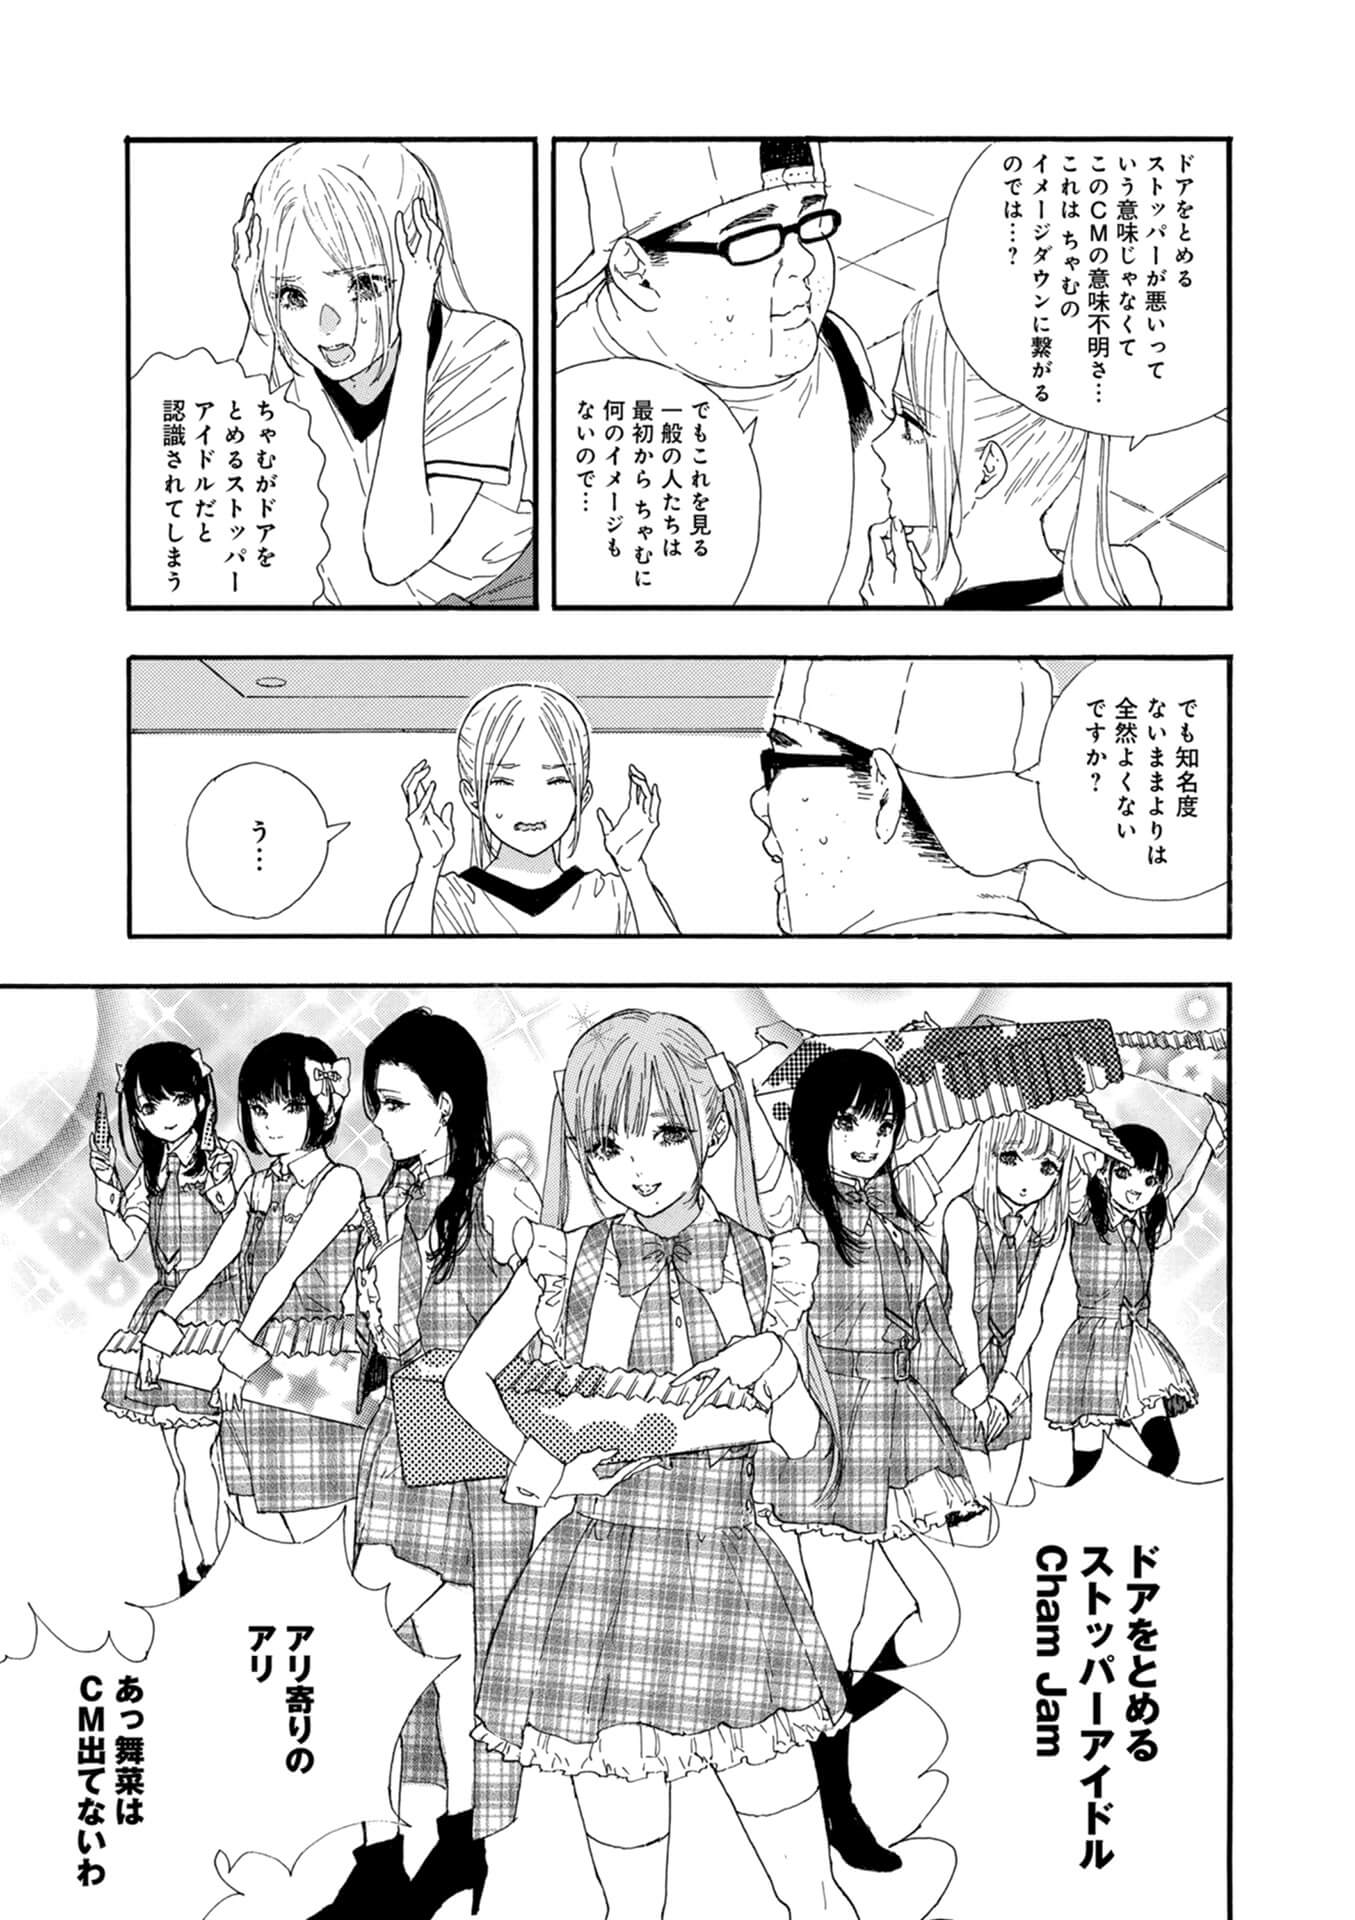 ドアをとめる
ストッパーが悪いって
いう意味じゃなくて
このCMの意味不明さ…
これは ちゃむの
イメージダウンに繋がる
のでは…?
でもこれを見る
一般の人たちは
最初から ちゃむに
何のイメージも
ないので…
ちゃむがドアを
とめるストッパー
アイドルだと
認識されてしまう
でも知名度
ないままよりは
全然よくない
ですか?
う…
ドアをとめる
ストッパーアイドル
Cham Jam
アリ寄りの
アリ
あっ舞菜は
CM出てないわ